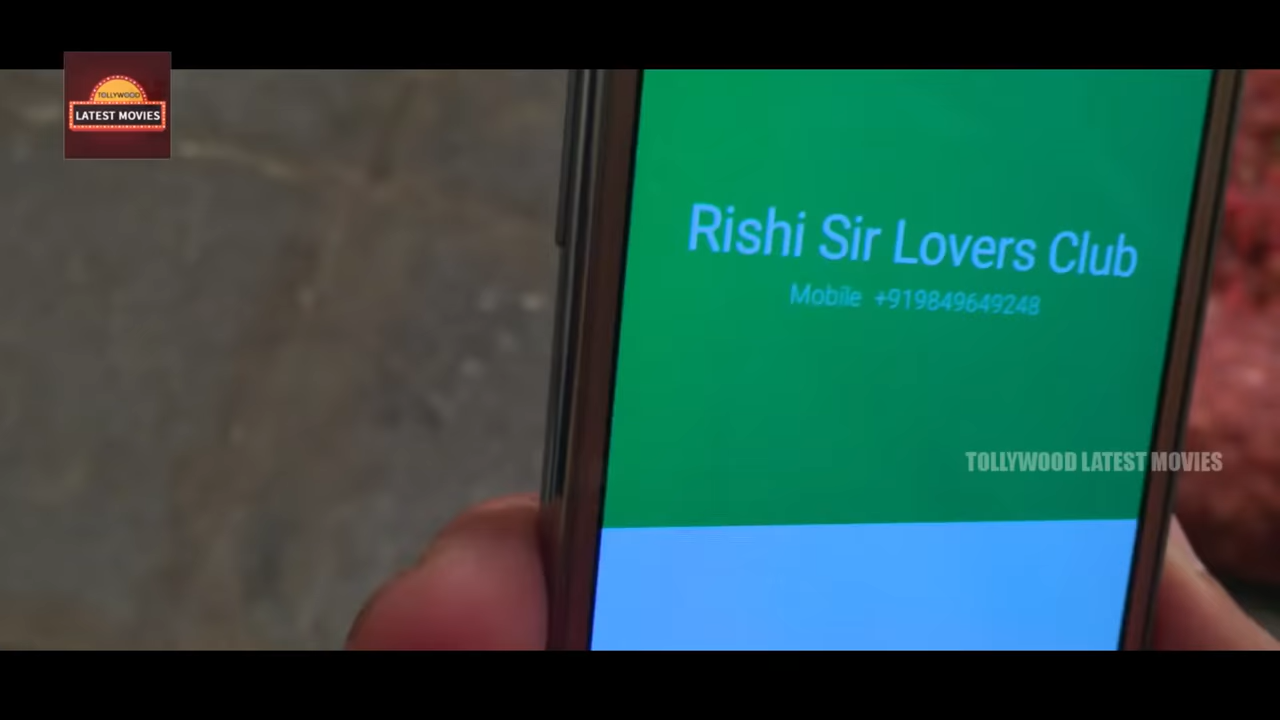 TOLLYWOOD
LATEST MOVIES
Rishi Sir Lovers Club
Mobile +919849649248
TOLLYWOOD LATEST MOVIES